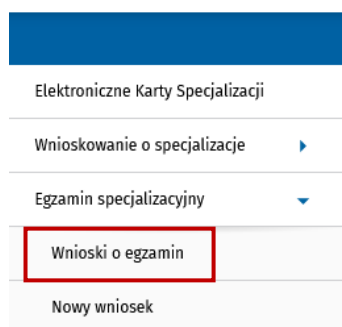 Elektroniczne Karty Specjalizacji
Wnioskowanie o specjalizacje
Egzamin specjalizacyjny
Wnioski o egzamin
Nowy wniosek